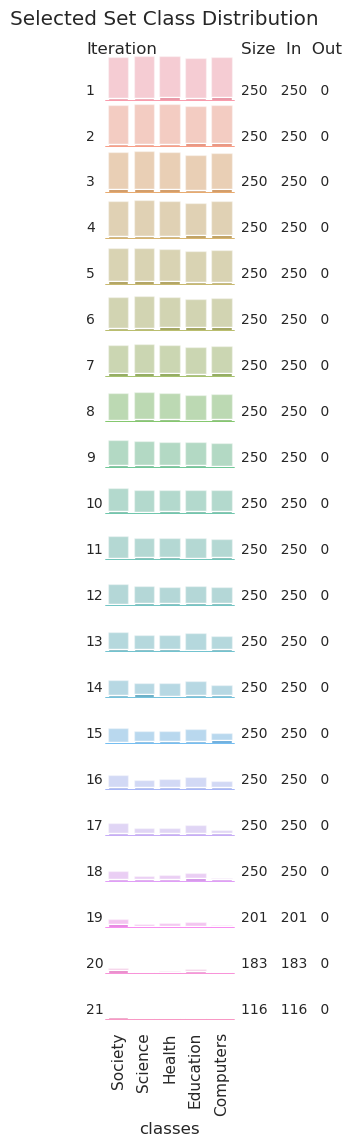 Selected Set Class Distribution
Iteration Size In Out
1 250 250 0
2 250 250 0
3 250 250 0
4 250 250 0
5 250 250 0
6 250 250 0
7 250 250 0
8 250 250 0
9 250 250 0
10 250 250 0
11 250 250 0
12 250 250 0
13 250 250 0
14 250 250 0
15 250 250 0
16 250 250 0
17 250 250 0
18 250 250 0
19 201 201 0
20 183 183 0
21 116 116 0
Society
Science
Health
Education
Computers
classes